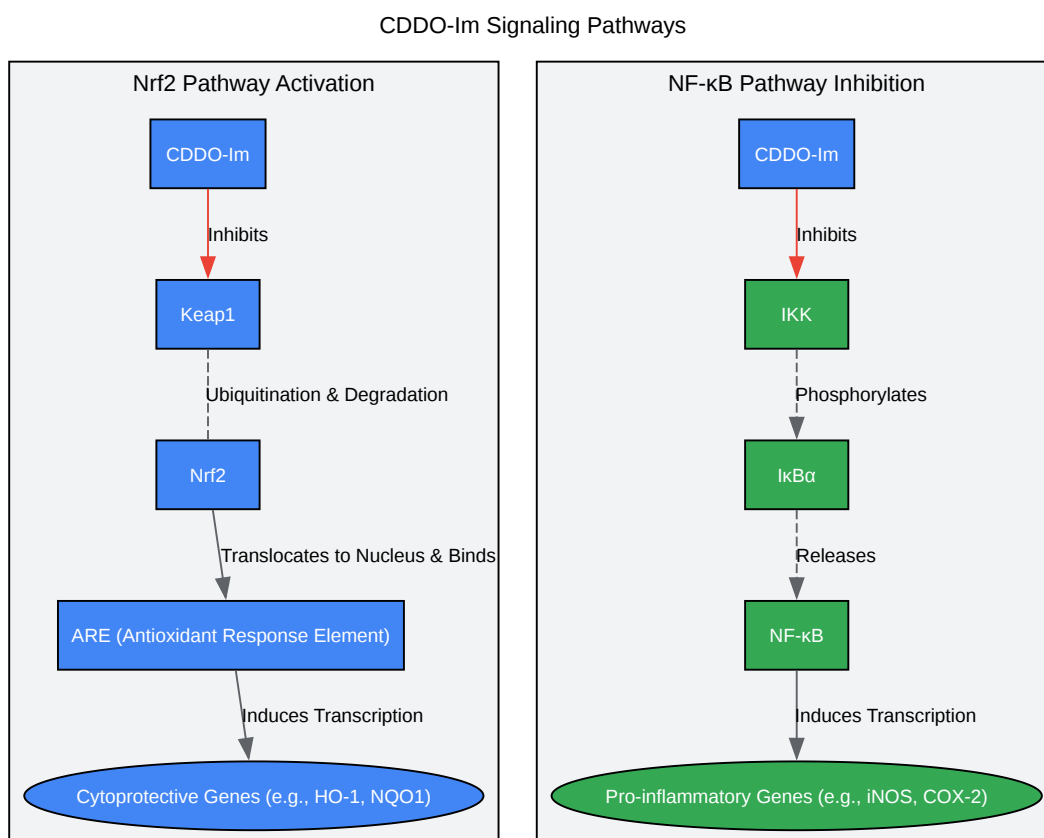 CDDO-Im Signaling Pathways
Nrf2 Pathway Activation
CDDO-Im
Inhibits
Keap1
Ubiquitination & Degradation
Nrf2
Translocates to Nucleus & Binds
ARE (Antioxidant Response Element)
Induces Transcription
Cytoprotective Genes (e.g., HO-1, NQO1)
NF-κB Pathway Inhibition
CDDO-Im
Inhibits
IKK
Phosphorylates
IκBα
Releases
NF-κB
Induces Transcription
Pro-inflammatory Genes (e.g., iNOS, COX-2)